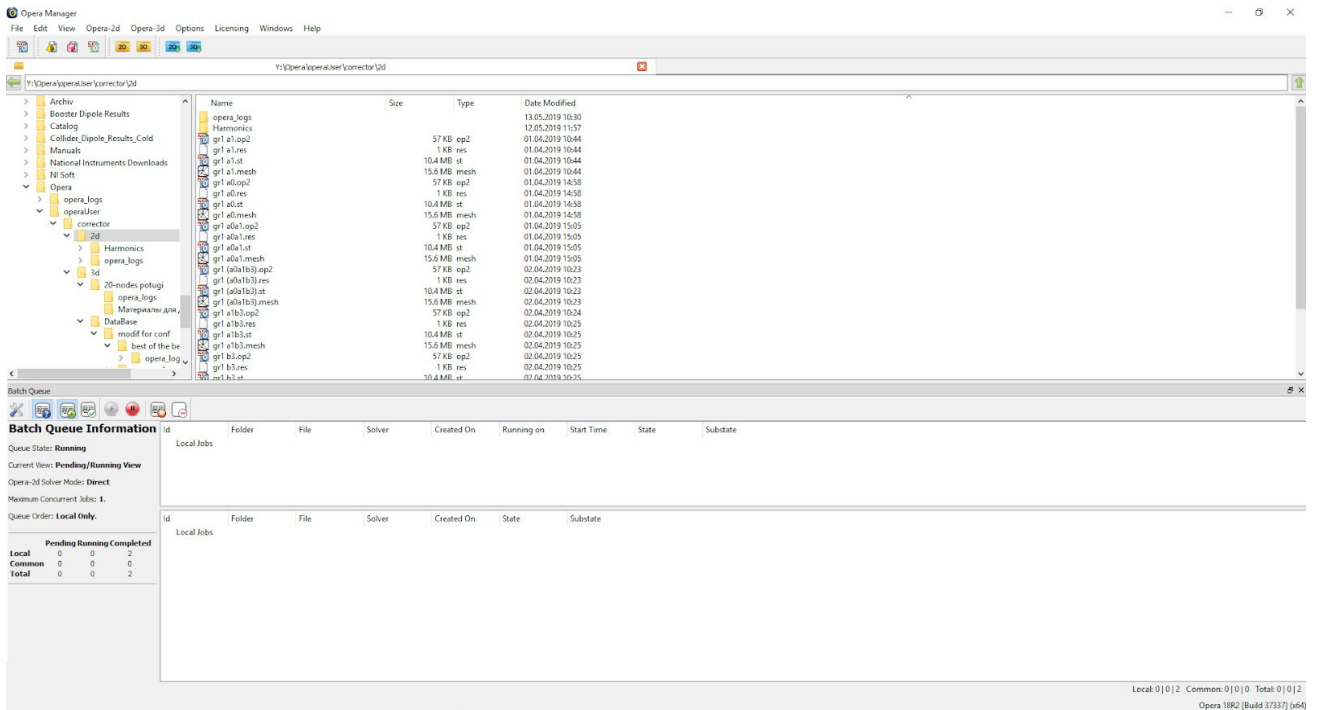 Opera Manager
File Edit View Opera-2d Opera-3d Options Licensing Windows Help
2D 3D 2D 3D
Y:\Opera\operaUser\corrector\2d
Y:\Opera\operaUser\corrector\2d
Archiv
Booster Dipole Results
Catalog
Collider_Dipole_Results_Cold
Manuals
National Instruments Downloads
NI Soft
Opera
opera_logs
operaUser
corrector
2d
Harmonics
opera_logs
3d
20-nodes potugi
opera_logs
Материалы для
DataBase
modif for conf
best of the be
opera_log
Name Size Type Date Modified
opera_logs 13.05.2019 10:30
Harmonics 12.05.2019 11:57
gr1 a1.op2 57 KB op2 01.04.2019 10:44
gr1 a1.res 1 KB res 01.04.2019 10:44
gr1 a1.st 10.4 MB st 01.04.2019 10:44
gr1 a1.mesh 15.6 MB mesh 01.04.2019 10:44
gr1 a0.op2 57 KB op2 01.04.2019 14:58
gr1 a0.res 1 KB res 01.04.2019 14:58
gr1 a0.st 10.4 MB st 01.04.2019 14:58
gr1 a0.mesh 15.6 MB mesh 01.04.2019 14:58
gr1 a0a1.op2 57 KB op2 01.04.2019 15:05
gr1 a0a1.res 1 KB res 01.04.2019 15:05
gr1 a0a1.st 10.4 MB st 01.04.2019 15:05
gr1 a0a1.mesh 15.6 MB mesh 01.04.2019 15:05
gr1 (a0a1b3).op2 57 KB op2 02.04.2019 10:23
gr1 (a0a1b3).res 1 KB res 02.04.2019 10:23
gr1 (a0a1b3).st 10.4 MB st 02.04.2019 10:23
gr1 (a0a1b3).mesh 15.6 MB mesh 02.04.2019 10:23
gr1 a1b3.op2 57 KB op2 02.04.2019 10:24
gr1 a1b3.res 1 KB res 02.04.2019 10:25
gr1 a1b3.st 10.4 MB st 02.04.2019 10:25
gr1 a1b3.mesh 15.6 MB mesh 02.04.2019 10:25
gr1 b3.op2 57 KB op2 02.04.2019 10:25
gr1 b3.res 1 KB res 02.04.2019 10:25
gr1 b3.st 10.4 MB st 02.04.2019 10:25
Batch Queue
Batch Queue Information
Queue State: Running
Current View: Pending/Running View
Opera-2d Solver Mode: Direct
Maximum Concurrent Jobs: 1.
Queue Order: Local Only.
Pending Running Completed
Local 0 0 2
Common 0 0 0
Total 0 0 2
Id Folder File Solver Created On Running on Start Time State Substate
Local Jobs
Id Folder File Solver Created On State Substate
Local Jobs
Local: 0 | 0 | 2 Common: 0 | 0 | 0 Total: 0 | 0 | 2
Opera 18R2 [Build 37337] (x64)